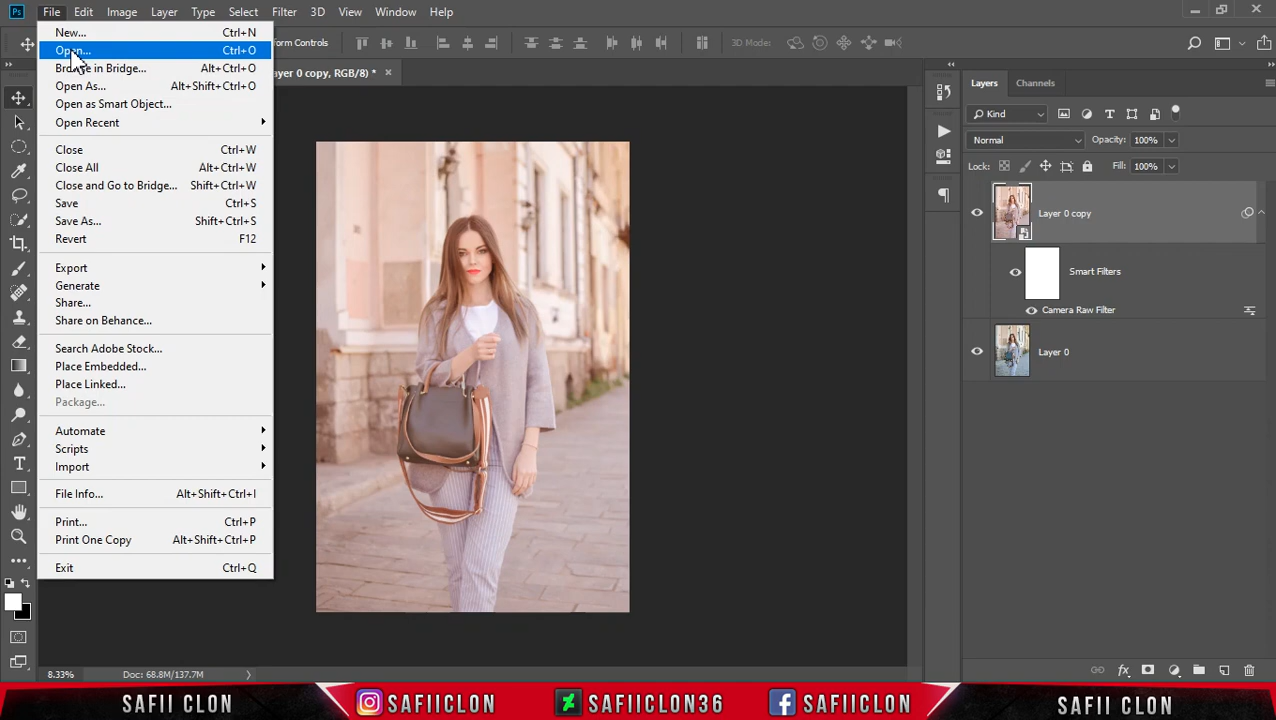 Ps File Edit Image Layer Type Select Filter 3D View Window Help
New... Ctrl+N
Open... Ctrl+O
Browse in Bridge... Alt+Ctrl+O
Open As... Alt+Shift+Ctrl+O
Open as Smart Object...
Open Recent
Close Ctrl+W
Close All Alt+Ctrl+W
Close and Go to Bridge... Shift+Ctrl+W
Save Ctrl+S
Save As... Shift+Ctrl+S
Revert F12
Export
Generate
Share...
Share on Behance...
Search Adobe Stock...
Place Embedded...
Place Linked...
Package...
Automate
Scripts
Import
File Info... Alt+Shift+Ctrl+I
Print... Ctrl+P
Print One Copy Alt+Shift+Ctrl+P
Exit Ctrl+Q
Controls
3D Mode:
Layer 0 copy, RGB/8) *
Layers Channels
Kind
Normal Opacity: 100%
Lock: Fill: 100%
Layer 0 copy
Smart Filters
Camera Raw Filter
Layer 0
8.33% Doc: 68.8M/137.7M
SAFII CLON SAFIICLON SAFIICLON36 SAFIICLON SAFII CLON